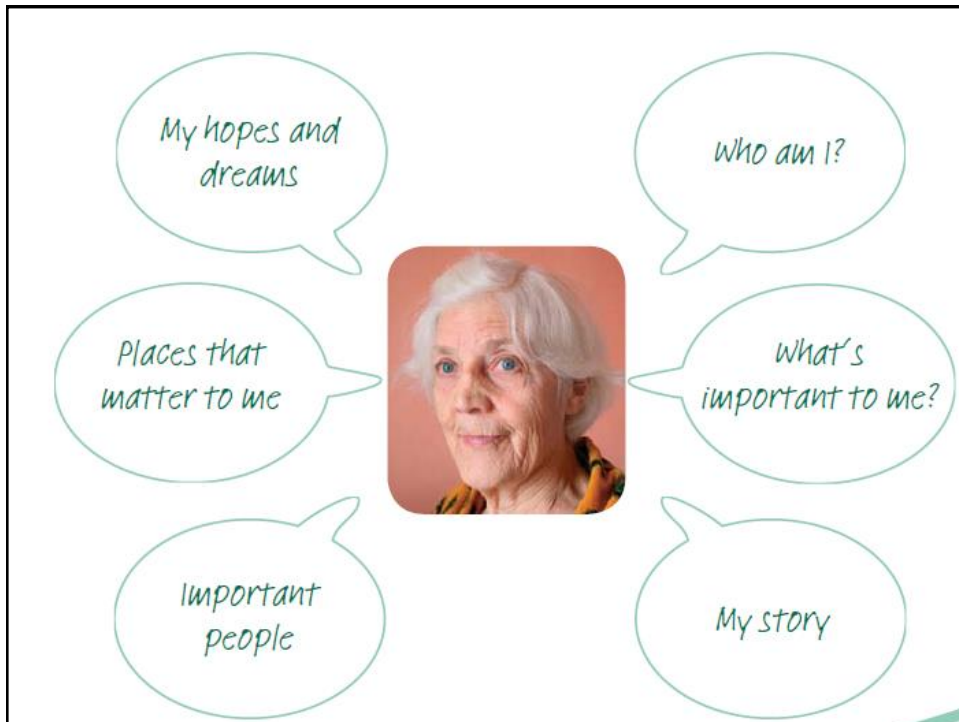 My hopes and
dreams
Who am I?
Places that
matter to me
What's
important to me?
Important
people
My story